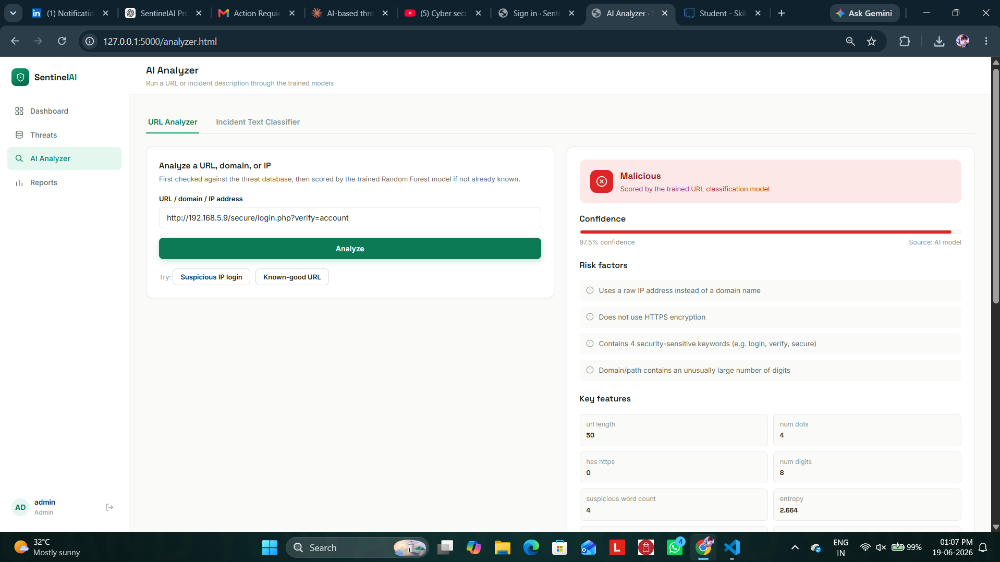 (1) Notificatio
SentinelAI Pro
Action Requir
AI-based thre
(5) Cyber secu
Sign in · Senti
AI Analyzer · S
Student - Skil
Ask Gemini
127.0.0.1:5000/analyzer.html
SentinelAI
Dashboard
Threats
AI Analyzer
Reports
AD
admin
Admin
AI Analyzer
Run a URL or incident description through the trained models
URL Analyzer
Incident Text Classifier
Analyze a URL, domain, or IP
First checked against the threat database, then scored by the trained Random Forest model if not already known.
URL / domain / IP address
http://192.168.5.9/secure/login.php?verify=account
Analyze
Try: Suspicious IP login Known-good URL
Malicious
Scored by the trained URL classification model
Confidence
97.5% confidence
Source: AI model
Risk factors
Uses a raw IP address instead of a domain name
Does not use HTTPS encryption
Contains 4 security-sensitive keywords (e.g. login, verify, secure)
Domain/path contains an unusually large number of digits
Key features
url length
50
num dots
4
has https
0
num digits
8
suspicious word count
4
entropy
2.664
32°C
Mostly sunny
Search
L
4
ENG
IN
99%
01:07 PM
19-06-2026